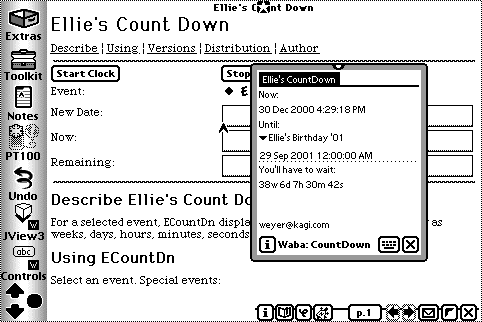 Ellie's Count Down
Extras
Toolkit
Notes
PT100
Undo
JView3
abc
Controls
Ellie's Count Down
Describe ¦ Using ¦ Versions ¦ Distribution ¦ Author
Start Clock
Stop
Event:
New Date:
Now:
Remaining:
Describe Ellie's Count Do
For a selected event, ECountDn displa as
weeks, days, hours, minutes, seconds
Using ECountDn
Select an event. Special events:
Ellie's CountDown
Now:
30 Dec 2000 4:29:18 PM
Until:
Ellie's Birthday '01
29 Sep 2001 12:00:00 AM
You'll have to wait:
38w 6d 7h 30m 42s
weyer@kagi.com
i Waba: CountDown
i p.1